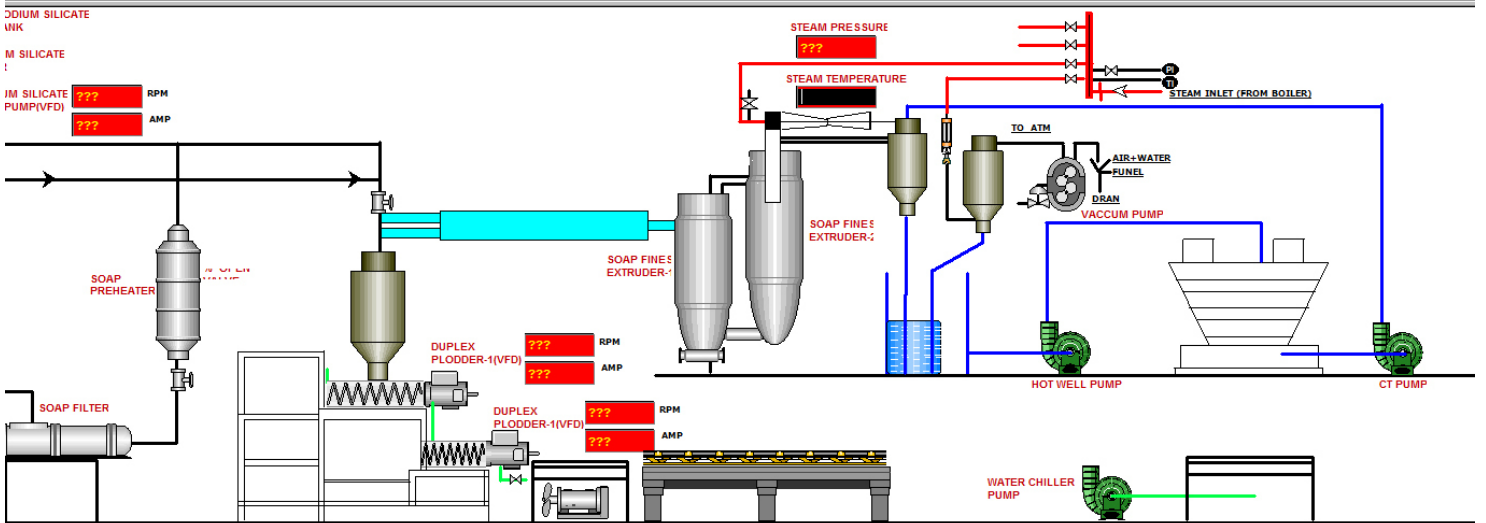 ODIUM SILICATE
ANK
M SILICATE
UM SILICATE
PUMP(VFD)
???
RPM
???
AMP
STEAM PRESSURE
???
STEAM TEMPERATURE
PI
TI
STEAM INLET (FROM BOILER)
TO ATM
AIR+WATER
FUNEL
DRAN
VACCUM PUMP
SOAP FINES
EXTRUDER-2
SOAP FINES
EXTRUDER-1
SOAP
PREHEATER
DUPLEX
PLODDER-1(VFD)
???
RPM
???
AMP
HOT WELL PUMP
CT PUMP
SOAP FILTER
DUPLEX
PLODDER-1(VFD)
???
RPM
???
AMP
WATER CHILLER
PUMP